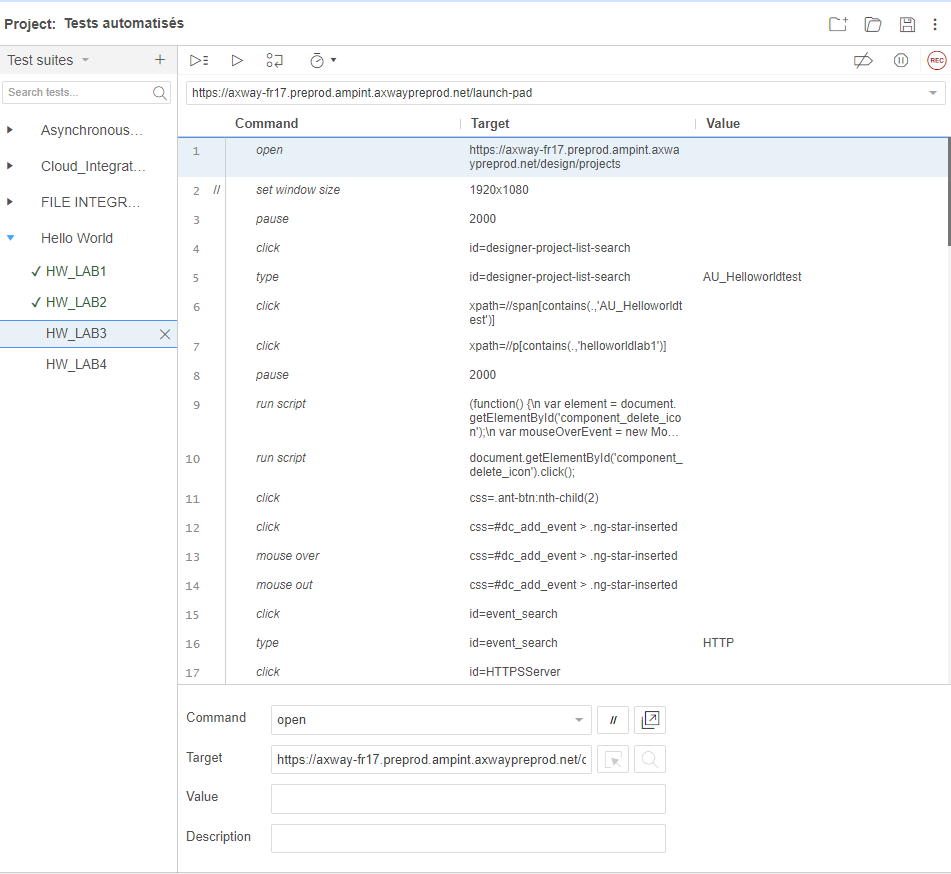 Project: Tests automatisés
Test suites
Search tests...
Asynchronous…
Cloud_Integrat…
FILE INTEGR…
Hello World
✓ HW_LAB1
✓ HW_LAB2
HW_LAB3
HW_LAB4
REC
https://axway-fr17.preprod.ampint.axwaypreprod.net/launch-pad
Command Target Value
1 open https://axway-fr17.preprod.ampint.axwa
ypreprod.net/design/projects
2 // set window size 1920x1080
3 pause 2000
4 click id=designer-project-list-search
5 type id=designer-project-list-search AU_Helloworldtest
6 click xpath=//span[contains(.,'AU_Helloworldt
est')]
7 click xpath=//p[contains(.,'helloworldlab1')]
8 pause 2000
9 run script (function() {\n var element = document.
getElementById('component_delete_ico
n');\n var mouseOverEvent = new Mo…
10 run script document.getElementById('component_
delete_icon').click();
11 click css=.ant-btn:nth-child(2)
12 click css=#dc_add_event > .ng-star-inserted
13 mouse over css=#dc_add_event > .ng-star-inserted
14 mouse out css=#dc_add_event > .ng-star-inserted
15 click id=event_search
16 type id=event_search HTTP
17 click id=HTTPSServer
Command open //
Target https://axway-fr17.preprod.ampint.axwaypreprod.net/c
Value
Description